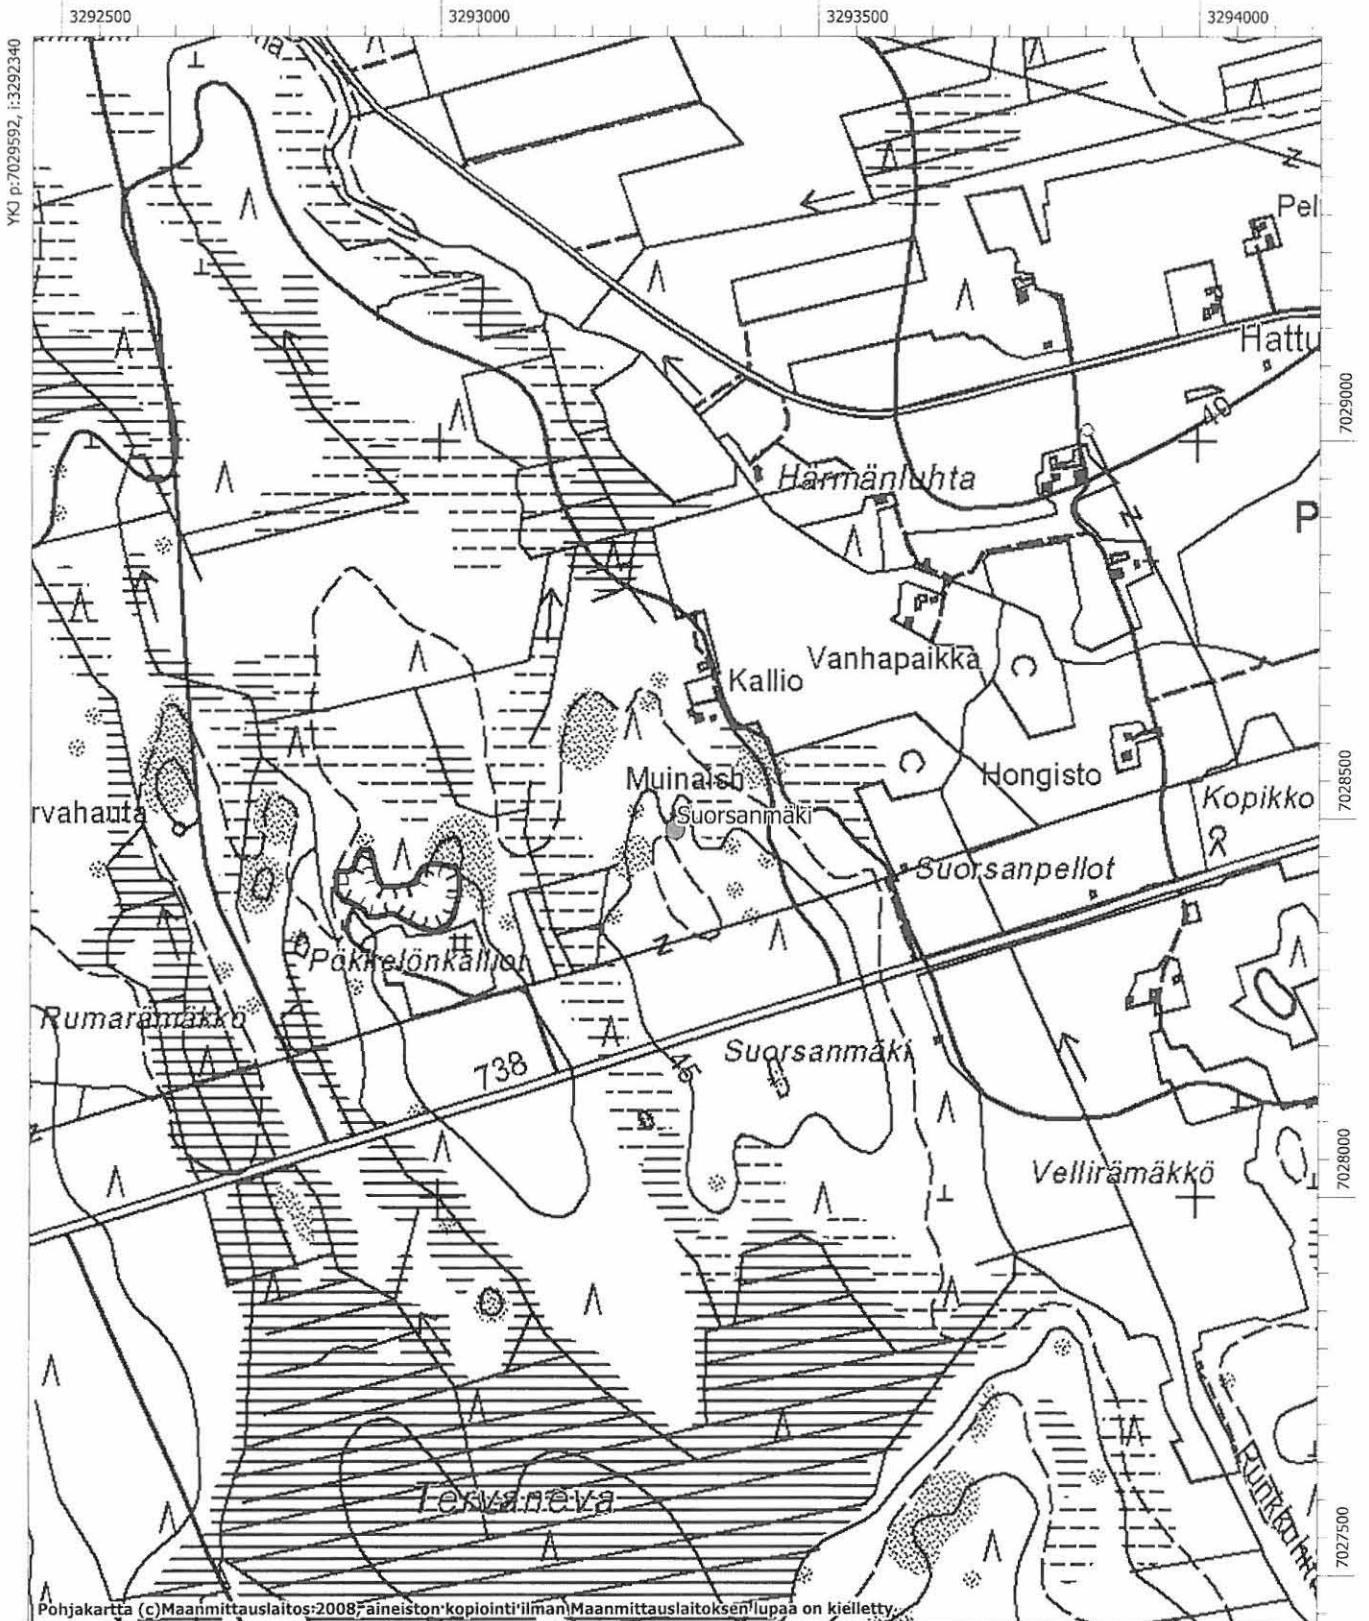 3292500
3293000
3293500
3294000
YKJ p:7029592, i:3292340
Pel
Hattu
7029000
40
Härmänluhta
P
Vanhapaikka
Kallio
Muinaish
Hongisto
7028500
rvahauta
Suorsanmäki
Kopikko
Suorsanpellot
Pökkelönkalliot
Rumarämäkkö
738
45
Suorsanmäki
7028000
Vellirämäkkö
Tervaneva
Runkkaht
7027500
Pohjakartta (c)Maanmittauslaitos 2008, aineiston kopiointi ilman Maanmittauslaitoksen lupaa on kielletty.